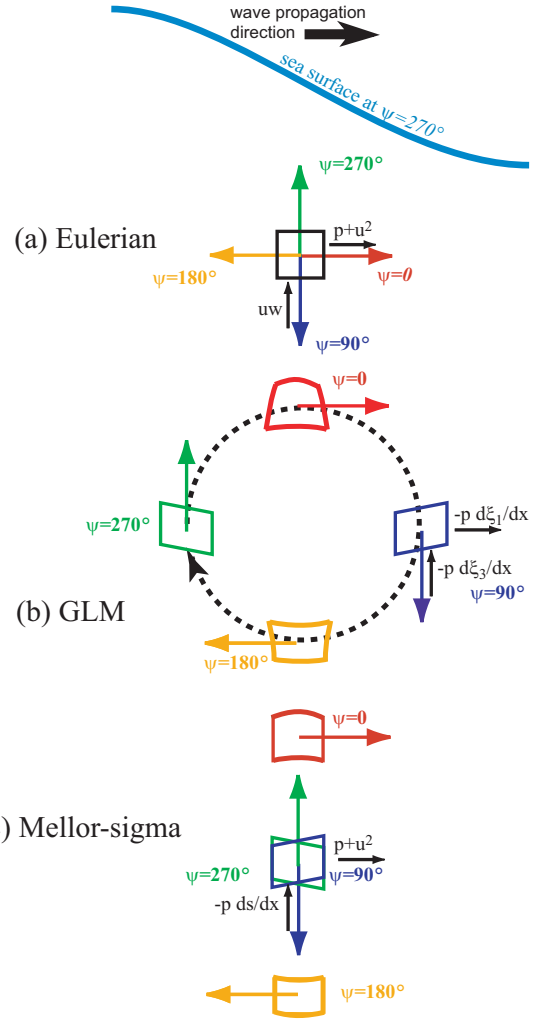 wave propagation
direction
sea surface at ψ=270°
ψ=270°
(a) Eulerian
p+u²
ψ=180°
ψ=0
uw
ψ=90°
ψ=0
ψ=270°
-p dξ₁/dx
-p dξ₃/dx
ψ=90°
(b) GLM
ψ=180°
ψ=0
) Mellor-sigma
p+u²
ψ=270°
ψ=90°
-p ds/dx
ψ=180°